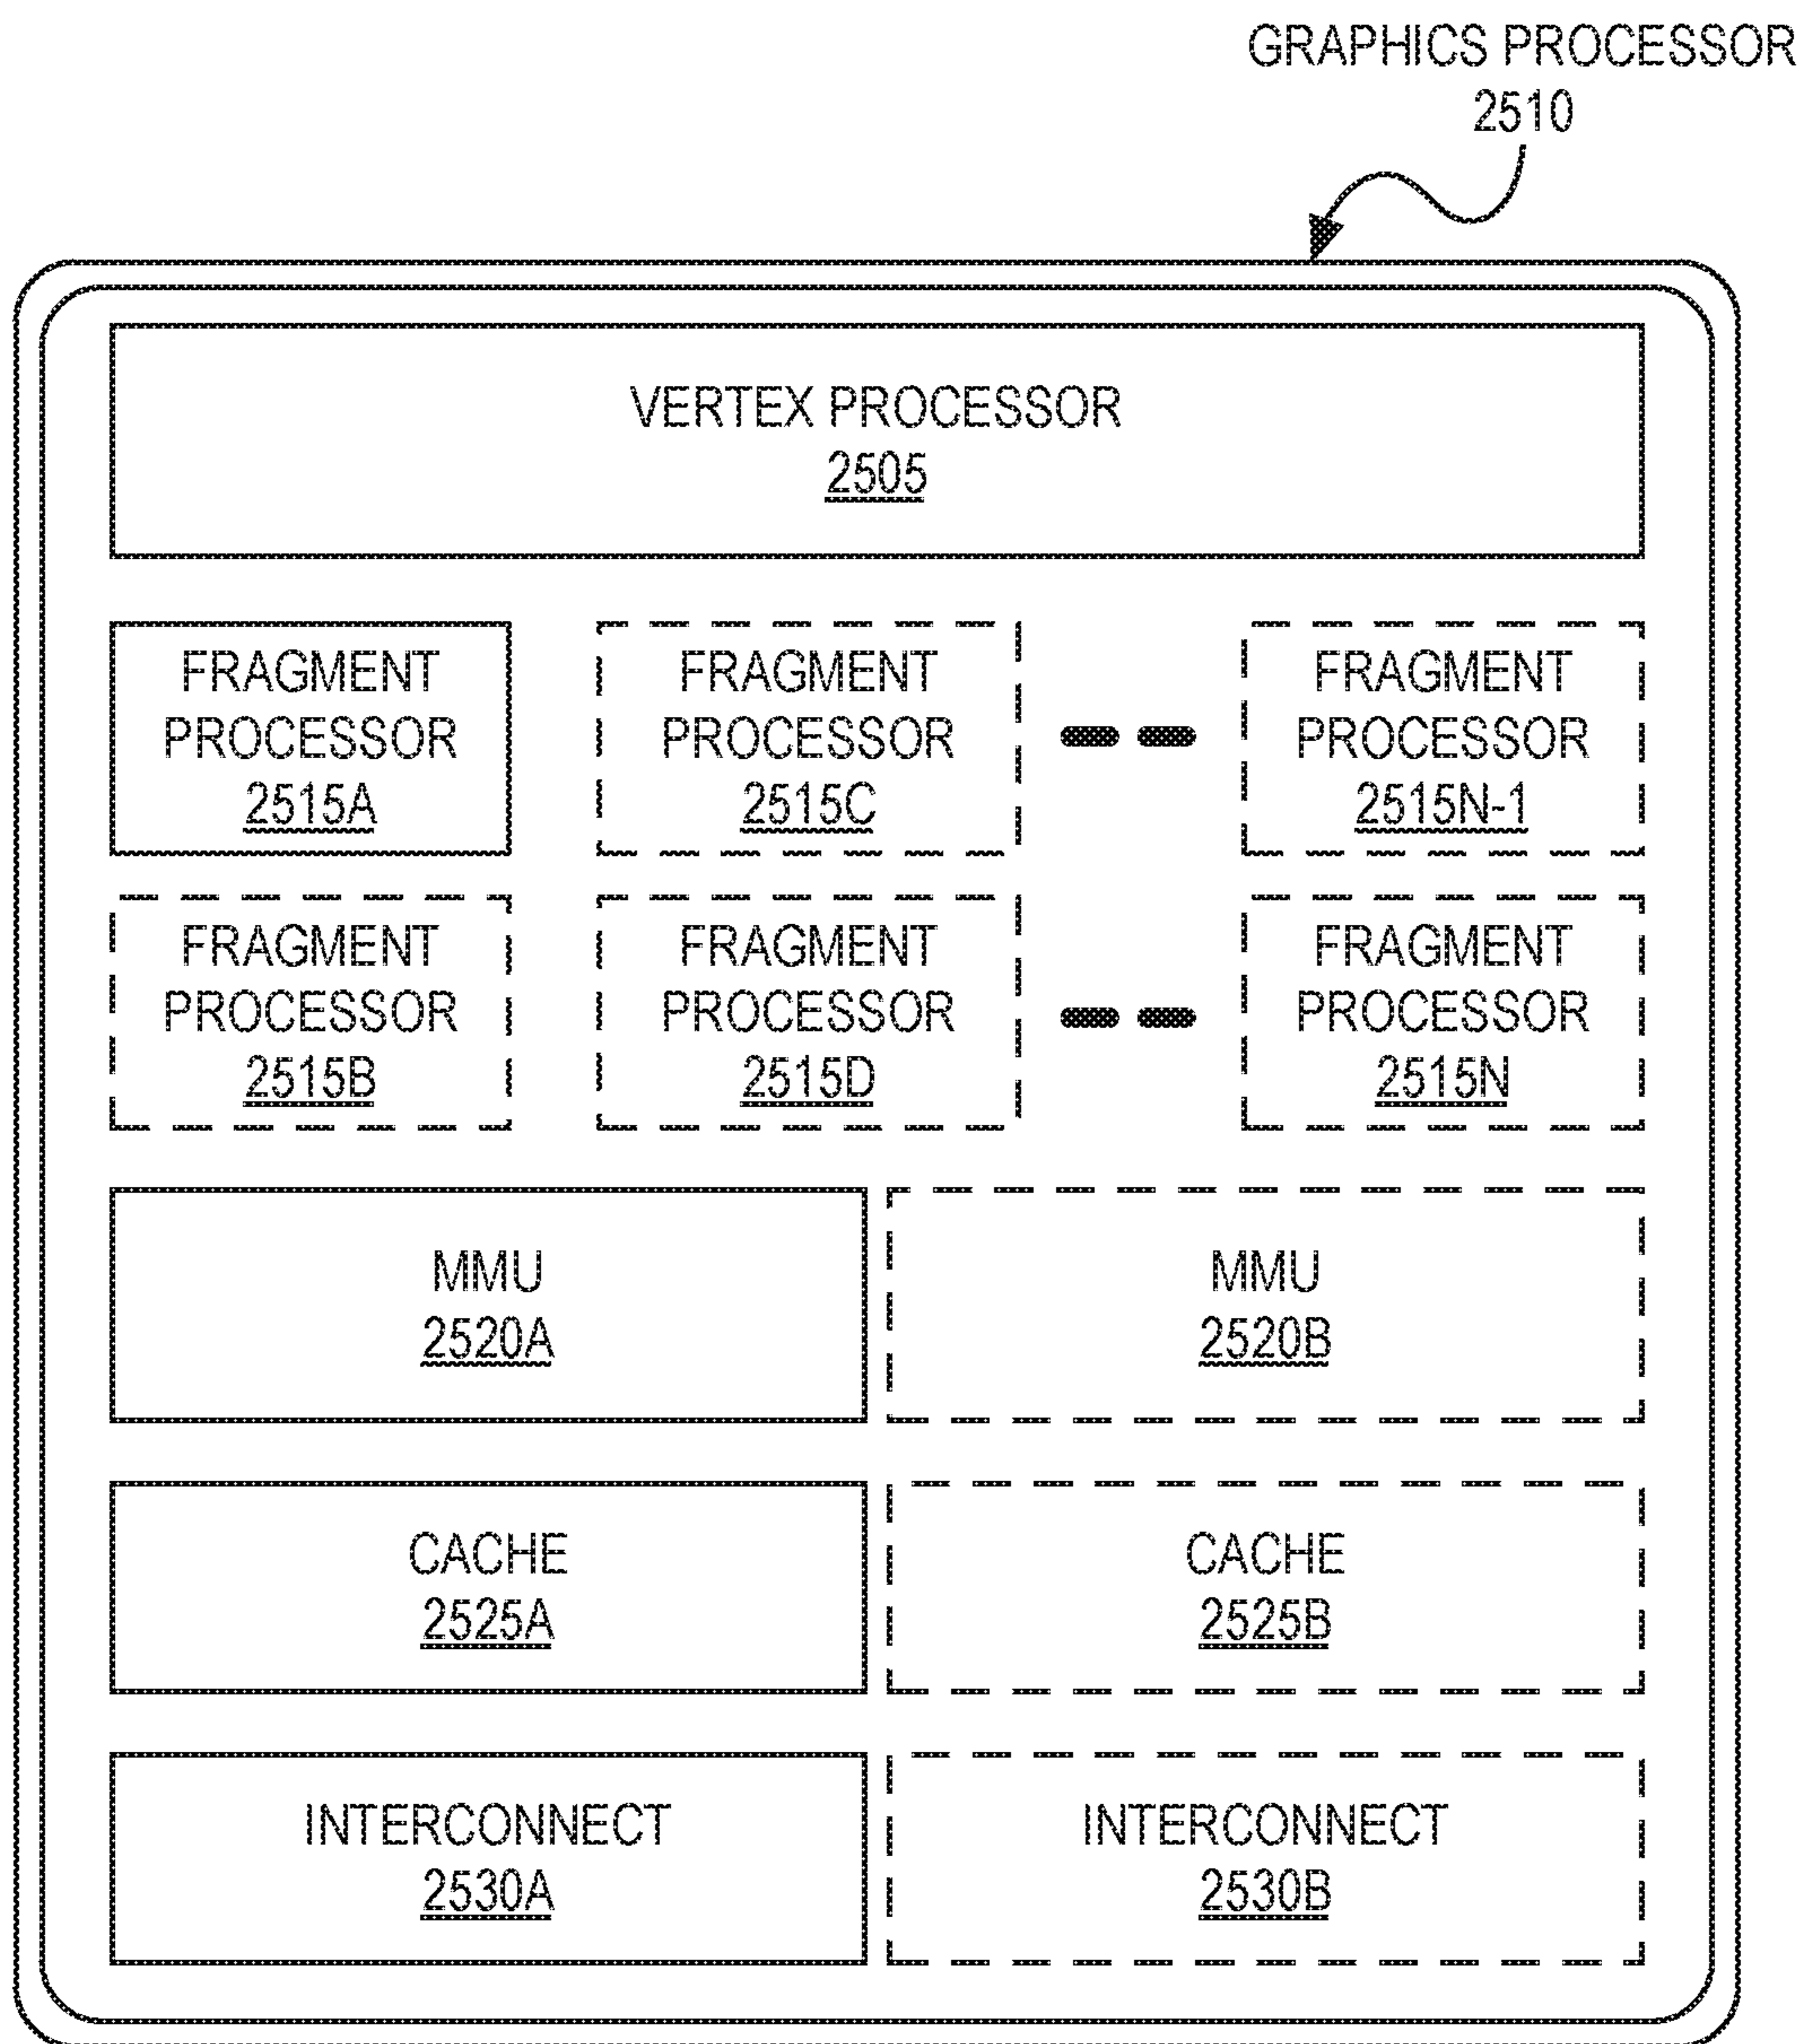 GRAPHICS PROCESSOR
2510
VERTEX PROCESSOR
2505
FRAGMENT
PROCESSOR
2515A
FRAGMENT
PROCESSOR
2515C
FRAGMENT
PROCESSOR
2515N-1
FRAGMENT
PROCESSOR
2515B
FRAGMENT
PROCESSOR
2515D
FRAGMENT
PROCESSOR
2515N
MMU
2520A
MMU
2520B
CACHE
2525A
CACHE
2525B
INTERCONNECT
2530A
INTERCONNECT
2530B